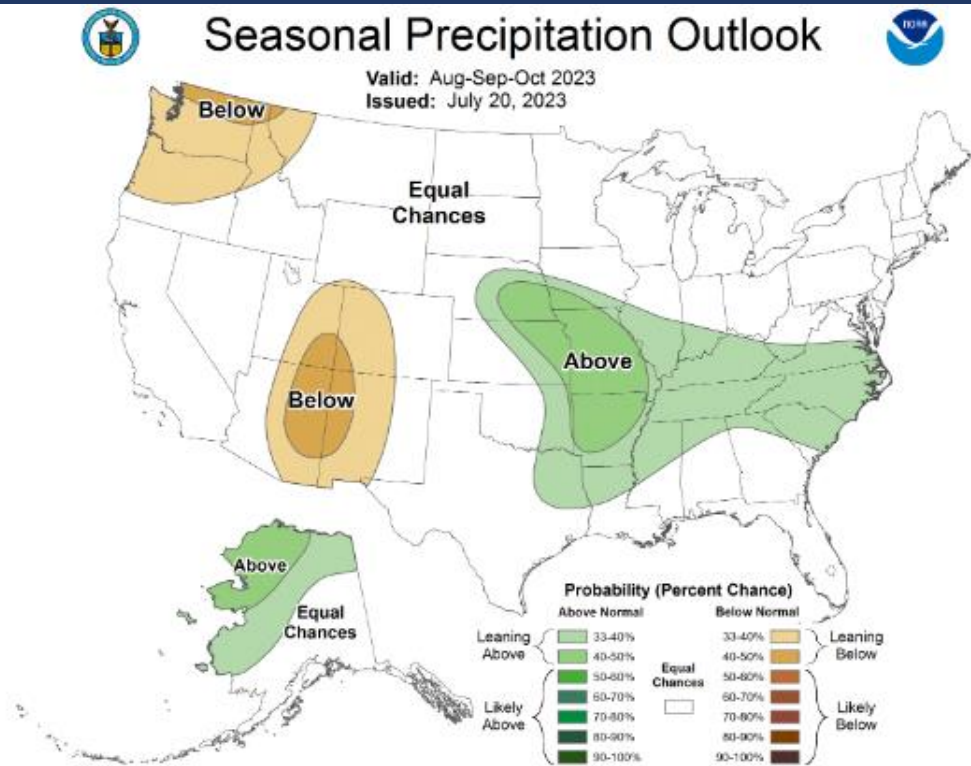 Seasonal Precipitation Outlook
NOAA
Valid: Aug-Sep-Oct 2023
Issued: July 20, 2023
Below
Equal
Chances
Above
Below
Above
Equal
Chances
Probability (Percent Chance)
Above Normal Below Normal
Leaning
Above
33-40%
40-50%
Likely
Above
50-60%
60-70%
70-80%
80-90%
90-100%
Equal
Chances
33-40%
40-50%
Leaning
Below
50-60%
60-70%
70-80%
80-90%
90-100%
Likely
Below